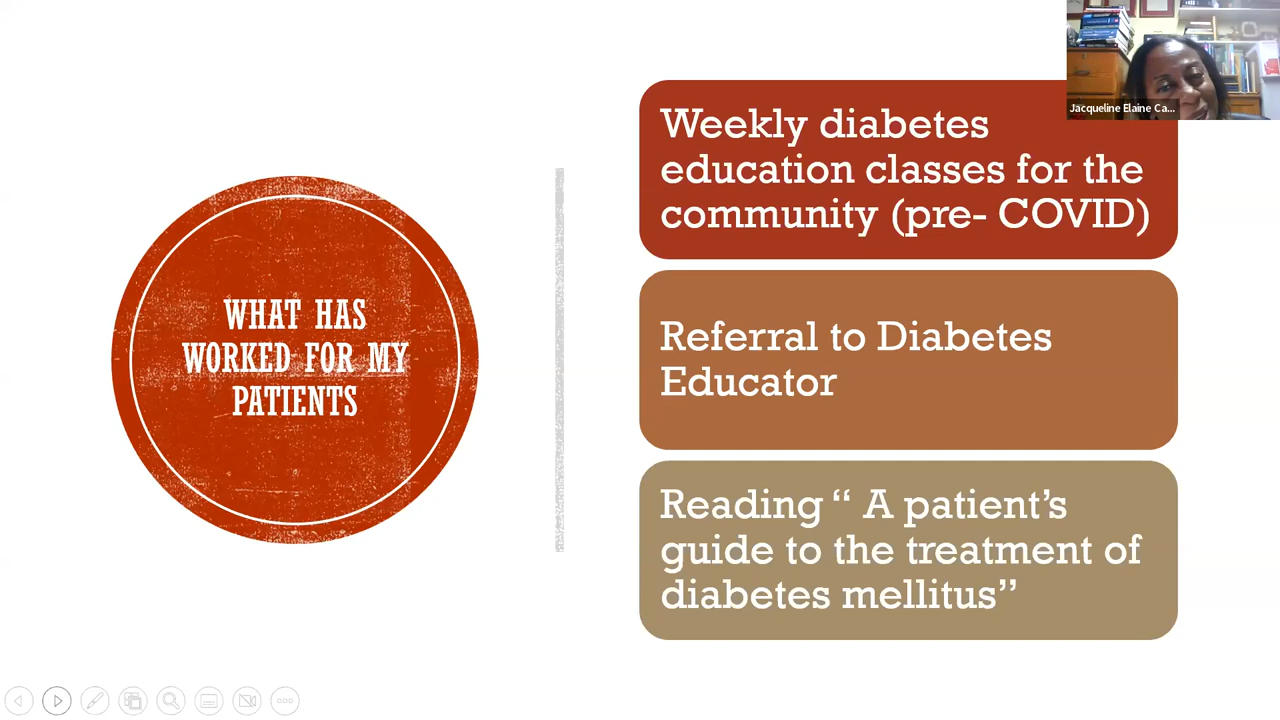 Jacqueline Elaine Ca...
WHAT HAS
WORKED FOR MY
PATIENTS
Weekly diabetes
education classes for the
community (pre- COVID)
Referral to Diabetes
Educator
Reading “ A patient’s
guide to the treatment of
diabetes mellitus”